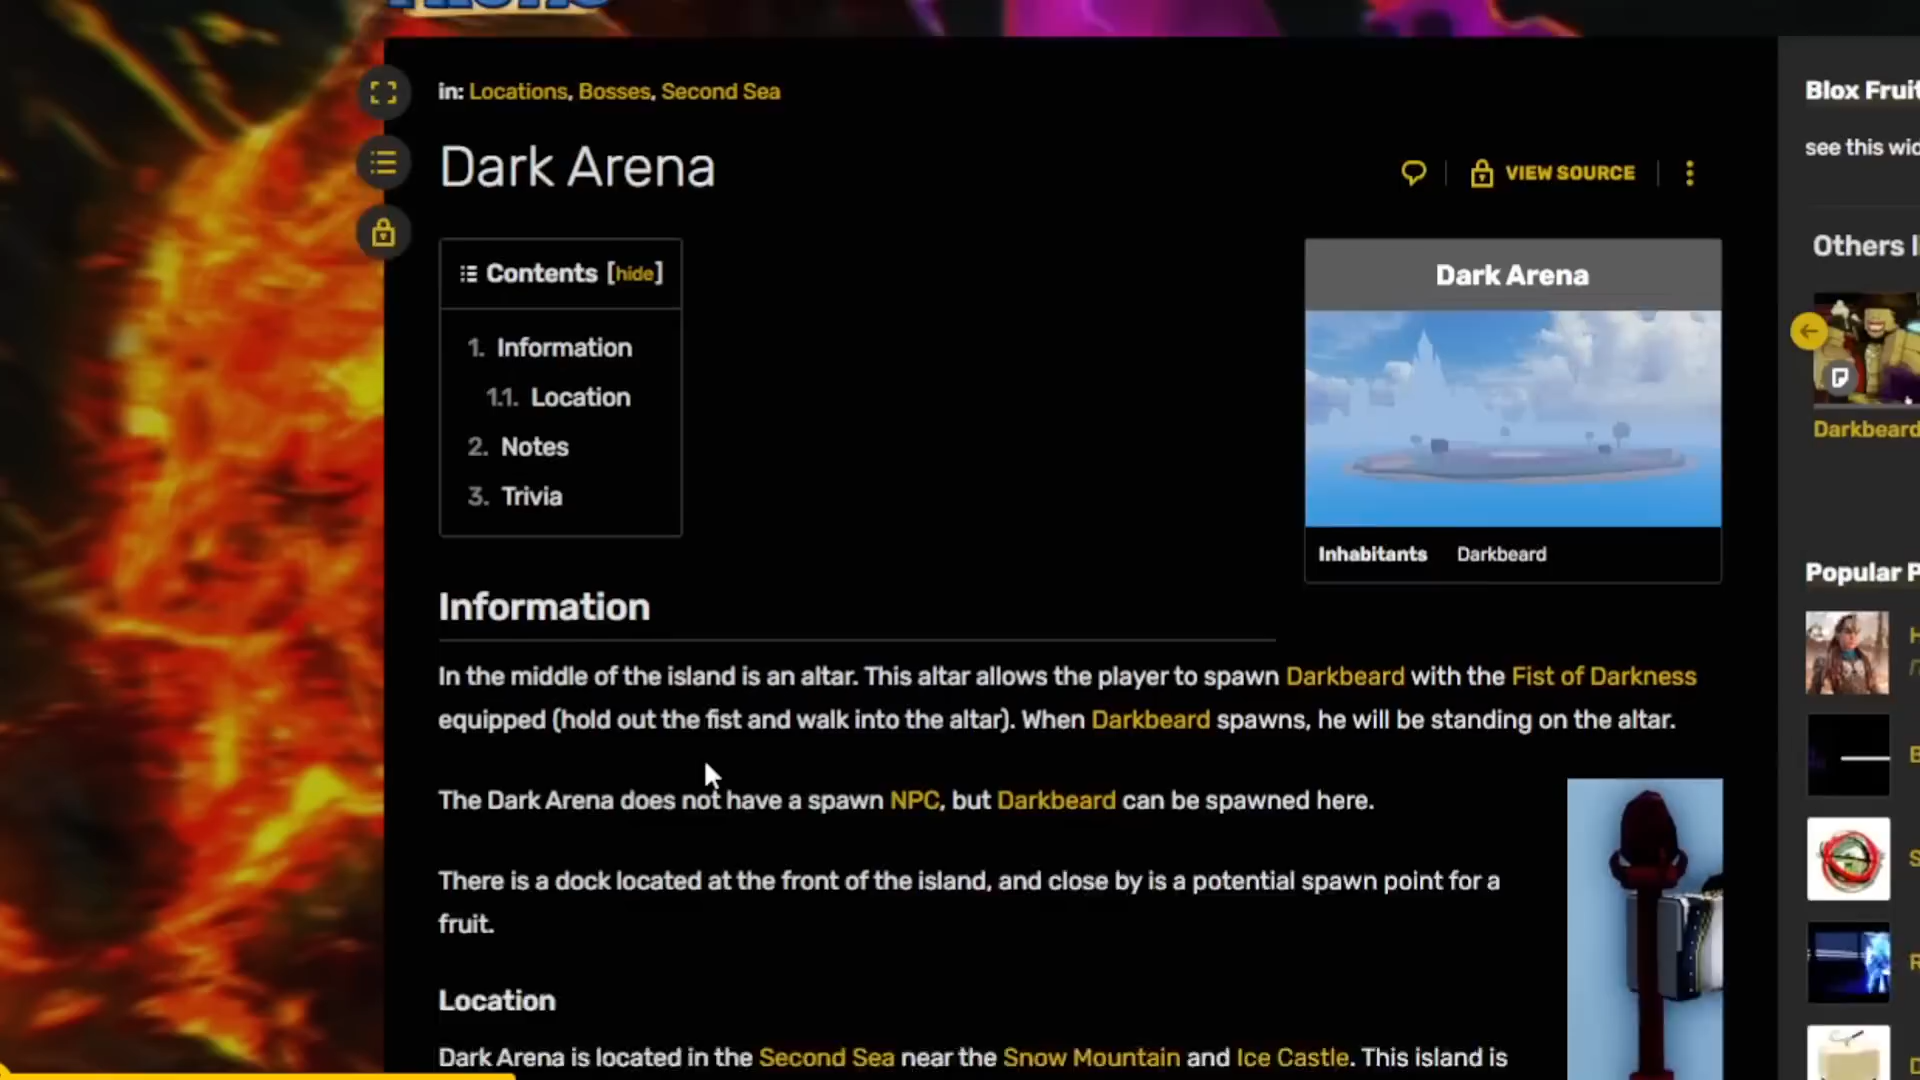 in: Locations, Bosses, Second Sea
Dark Arena
VIEW SOURCE
Contents [hide]
1. Information
1.1. Location
2. Notes
3. Trivia
Dark Arena
Inhabitants Darkbeard
Information
In the middle of the island is an altar. This altar allows the player to spawn Darkbeard with the Fist of Darkness
equipped (hold out the fist and walk into the altar). When Darkbeard spawns, he will be standing on the altar.
The Dark Arena does not have a spawn NPC, but Darkbeard can be spawned here.
There is a dock located at the front of the island, and close by is a potential spawn point for a
fruit.
Location
Dark Arena is located in the Second Sea near the Snow Mountain and Ice Castle. This island is
Blox Fruit
see this wid
Others l
Darkbeard
Popular P